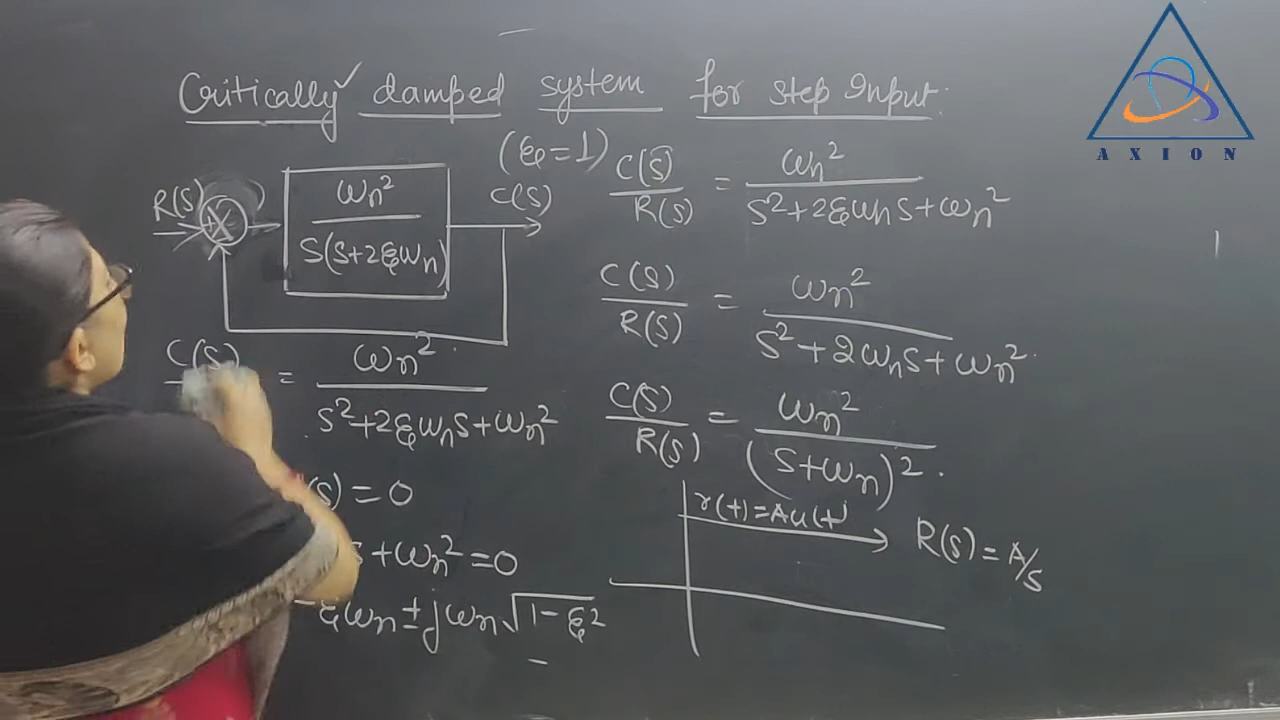 Critically damped system for step Input.
(ξ=1)
R(S)
ωn²
S(S+2ξωn)
C(S)
C(S)/R(S) = ωn²/(S²+2ξωnS+ωn²)
C(S)/R(S) = ωn²/(S²+2ωnS+ωn²)
C(S)/R(S) = ωn²/(S+ωn)²
C(S) = ωn²/(S²+2ξωnS+ωn²)
(S)=0
S+ωn²=0
-ξωn±jωn√(1-ξ²)
r(t)=Au(t)
R(S)=A/S
AXION